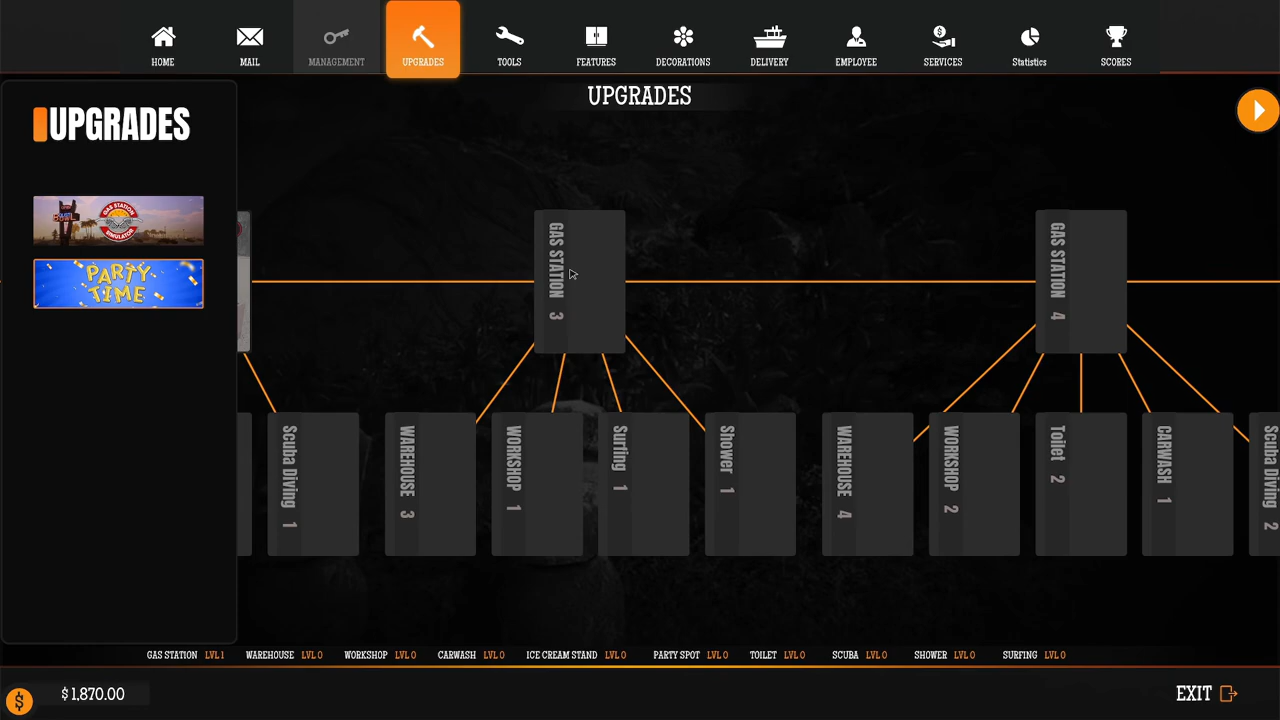 HOME
MAIL
MANAGEMENT
UPGRADES
TOOLS
FEATURES
DECORATIONS
DELIVERY
EMPLOYEE
SERVICES
Statistics
SCORES
UPGRADES
UPGRADES
GAS STATION
SIMULATOR
PARTY
TIME
GAS STATION 3
GAS STATION 4
Scuba Diving 1
WAREHOUSE 3
WORKSHOP 1
Surfing 1
Shower 1
WAREHOUSE 4
WORKSHOP 2
Toilet 2
CARWASH 1
Scuba Diving 2
GAS STATION LVL 1
WAREHOUSE LVL 0
WORKSHOP LVL 0
CARWASH LVL 0
ICE CREAM STAND LVL 0
PARTY SPOT LVL 0
TOILET LVL 0
SCUBA LVL 0
SHOWER LVL 0
SURFING LVL 0
$ $ 1,870.00
EXIT